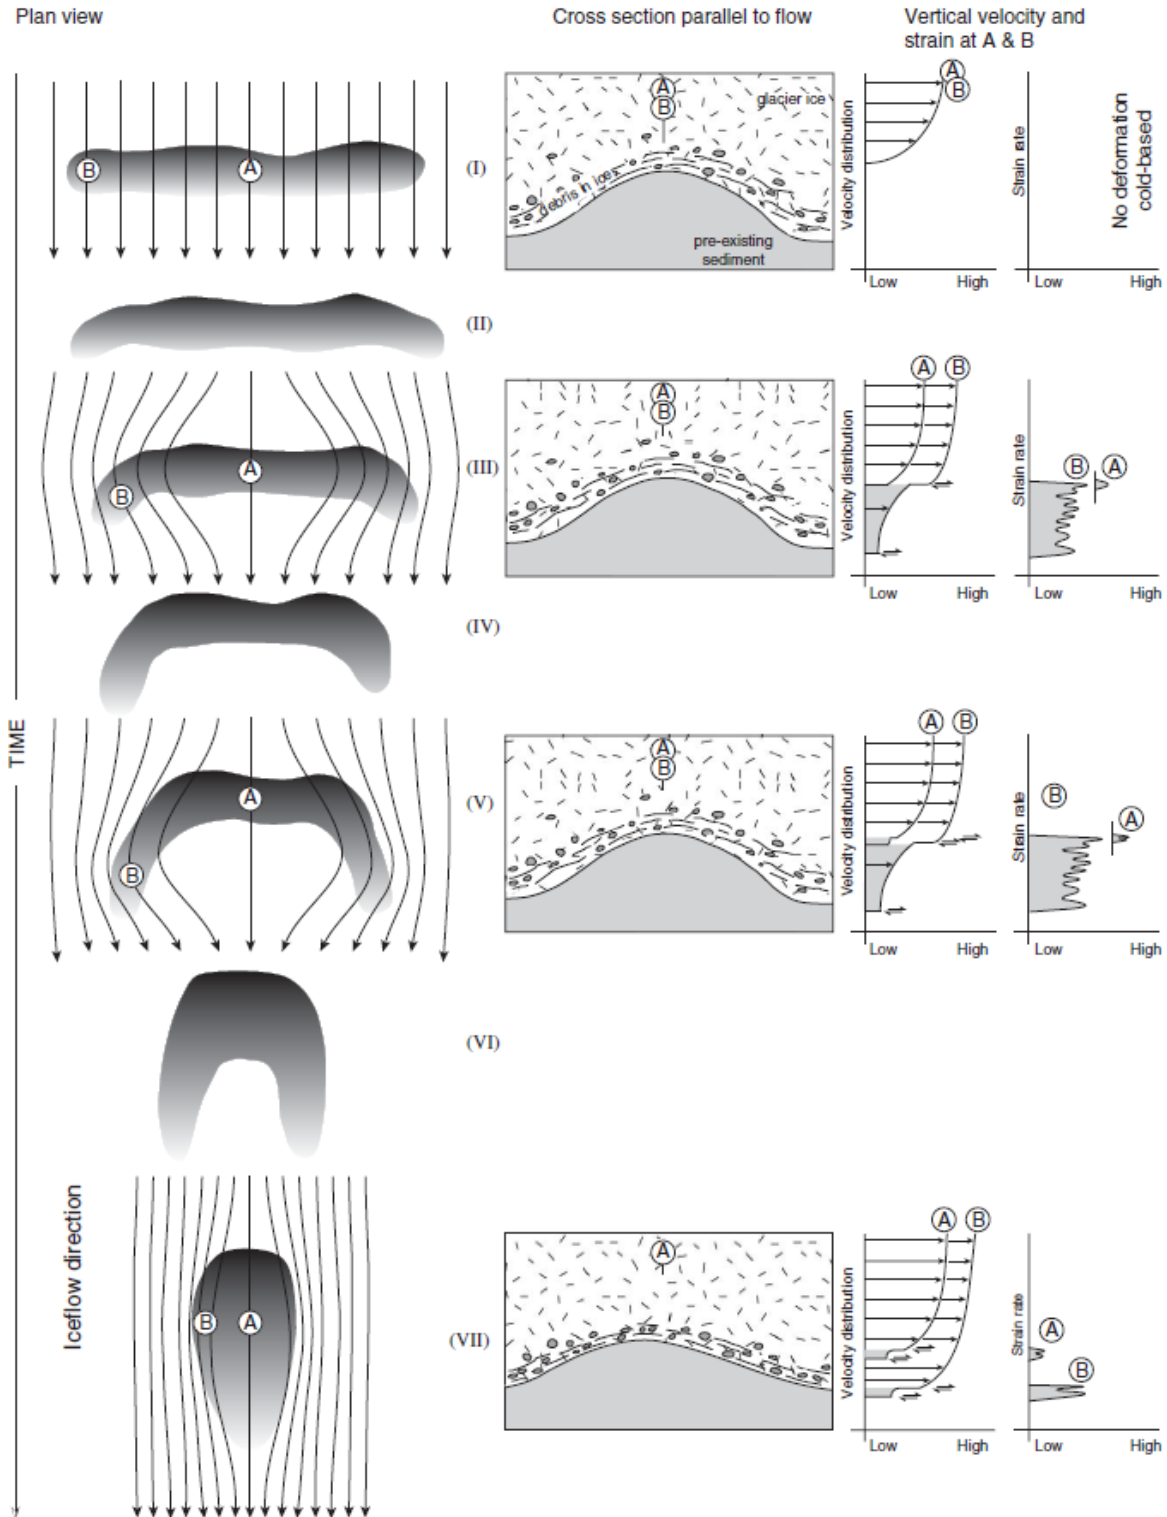 Plan view
Cross section parallel to flow
Vertical velocity and
strain at A & B
TIME
Iceflow direction
B
A
(I)
A
B
glacier ice
debris in ices
pre-existing
sediment
Velocity distribution
A
B
Low
High
Strain rate
No deformation
cold-based
Low
High
(II)
A
B
(III)
A
B
Velocity distribution
A
B
Low
High
Strain rate
B
A
Low
High
(IV)
A
B
(V)
A
B
Velocity distribution
A
B
Low
High
Strain rate
B
A
Low
High
(VI)
B
A
(VII)
A
Velocity distribution
A
B
Low
High
Strain rate
A
B
Low
High